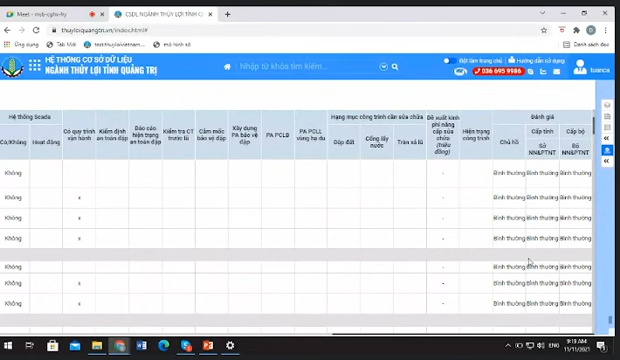 Meet - msb-cghs-rhy
CSDL NGÀNH THỦY LỢI TỈNH QUẢNG
thuyloiquangtri.vn/index.html#
Ứng dụng
Tab Mới
test.thuyloivietnam...
mô hình số
Danh sách đọc
HỆ THỐNG CƠ SỞ DỮ LIỆU
NGÀNH THỦY LỢI TỈNH QUẢNG TRỊ
Nhập từ khóa tìm kiếm...
Đặt làm trang chủ
Hướng dẫn sử dụng
036 695 9986
tuanca
Hệ thống Scada
Có/Không
Hoạt động
Có quy trình vận hành
Kiểm định an toàn đập
Báo cáo hiện trạng an toàn đập
Kiểm tra CT trước lũ
Cắm mốc bảo vệ đập
Xây dựng PA bảo vệ đập
PA PCLB
PA PCLL vùng hạ du
Hạng mục công trình cần sửa chữa
Đập đất
Cống lấy nước
Tràn xả lũ
Đề xuất kinh phí nâng cấp sửa chữa (triệu đồng)
Hiện trạng công trình
Đánh giá
Chủ hồ
Cấp tỉnh
Sở NN&PTNT
Cấp bộ
Bộ NN&PTNT
Không - Bình thường Bình thường Bình thường
Không x - Bình thường Bình thường Bình thường
Không x - Bình thường Bình thường Bình thường
Không x - Bình thường Bình thường Bình thường
Không - Bình thường Bình thường Bình thường
Không x - Bình thường Bình thường Bình thường
Không x - Bình thường Bình thường Bình thường
ENG
9:19 AM
11/11/2021